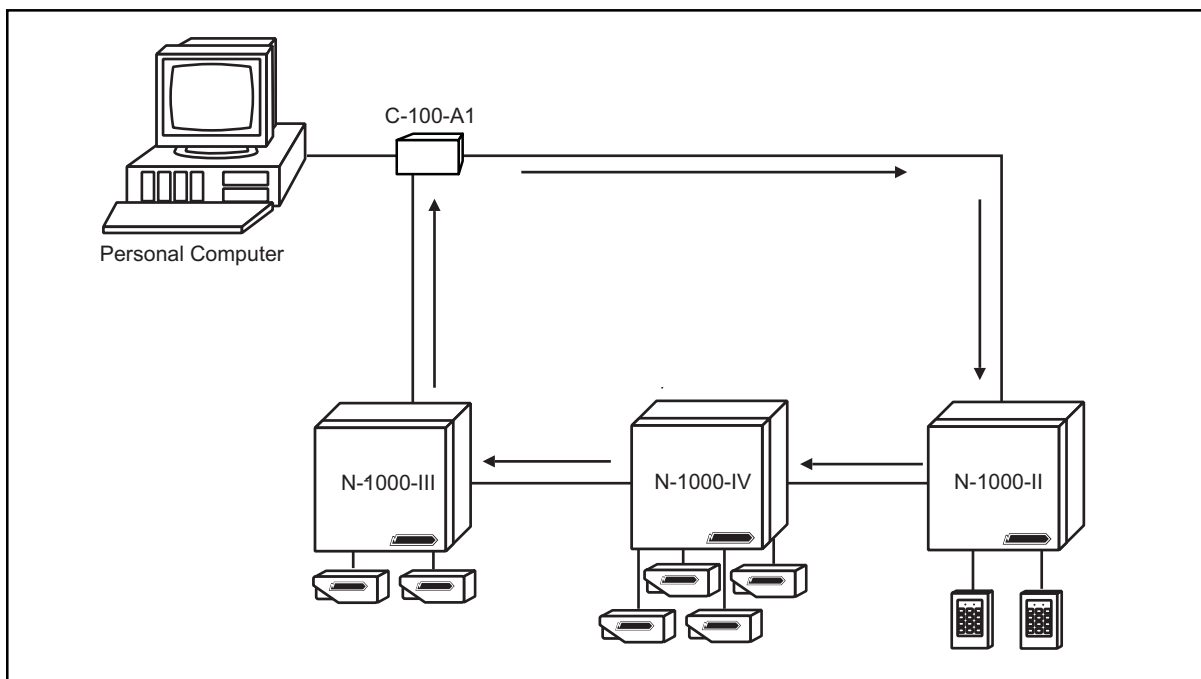 C-100-A1
Personal Computer
N-1000-III
N-1000-IV
N-1000-II